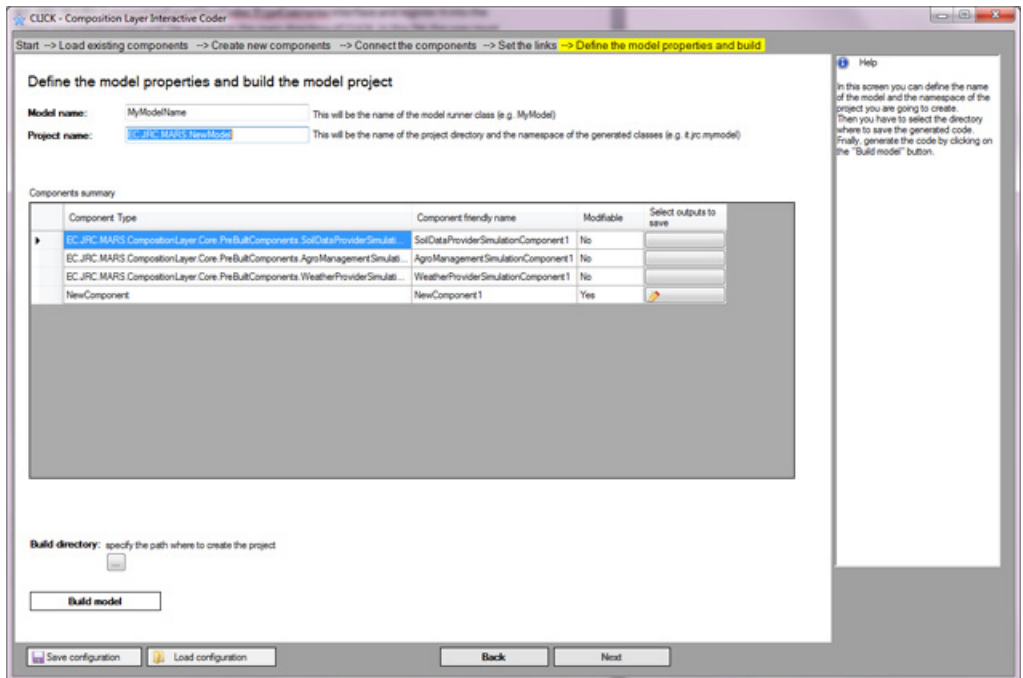 CLICK - Composition Layer Interactive Coder
Start --> Load existing components --> Create new components --> Connect the components --> Set the links --> Define the model properties and build
Define the model properties and build the model project
Model name: MyModelName This will be the name of the model runner class (e.g. MyModel)
Project name: EC.JRC.MARS.NewModel This will be the name of the project directory and the namespace of the generated classes (e.g. it.jrc.mymodel)
Components summary
Component Type Component friendly name Modifiable Select outputs to
save
EC.JRC.MARS.CompositionLayer.Core.PreBuiltComponents.SoilDataProviderSimulati... SoilDataProviderSimulationComponent1 No
EC.JRC.MARS.CompositionLayer.Core.PreBuiltComponents.AgroManagementSimulati... AgroManagementSimulationComponent1 No
EC.JRC.MARS.CompositionLayer.Core.PreBuiltComponents.WeatherProviderSimulati... WeatherProviderSimulationComponent1 No
NewComponent NewComponent1 Yes
Build directory: specify the path where to create the project
...
Build model
Save configuration Load configuration Back Next
Help
In this screen you can define the name
of the model and the namespace of the
project you are going to create.
Then you have to select the directory
where to save the generated code.
Fnally, generate the code by clicking on
the "Build model" button.